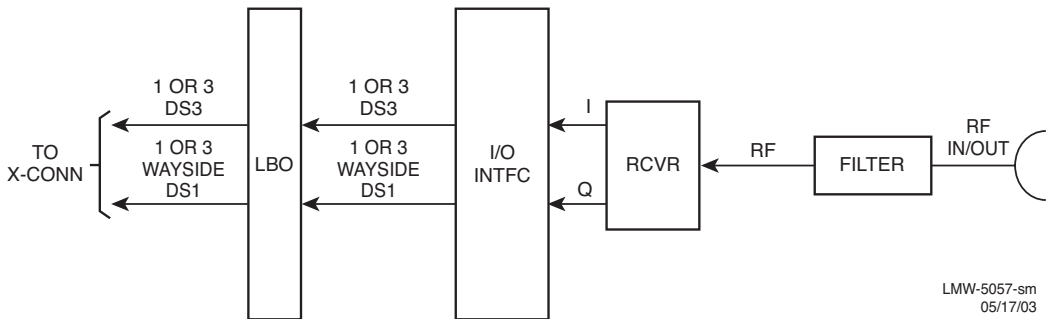 1 OR 3
DS3
1 OR 3
WAYSIDE
DS1
TO
X-CONN
LBO
1 OR 3
DS3
1 OR 3
WAYSIDE
DS1
I/O
INTFC
I
Q
RCVR
RF
FILTER
RF
IN/OUT
LMW-5057-sm
05/17/03